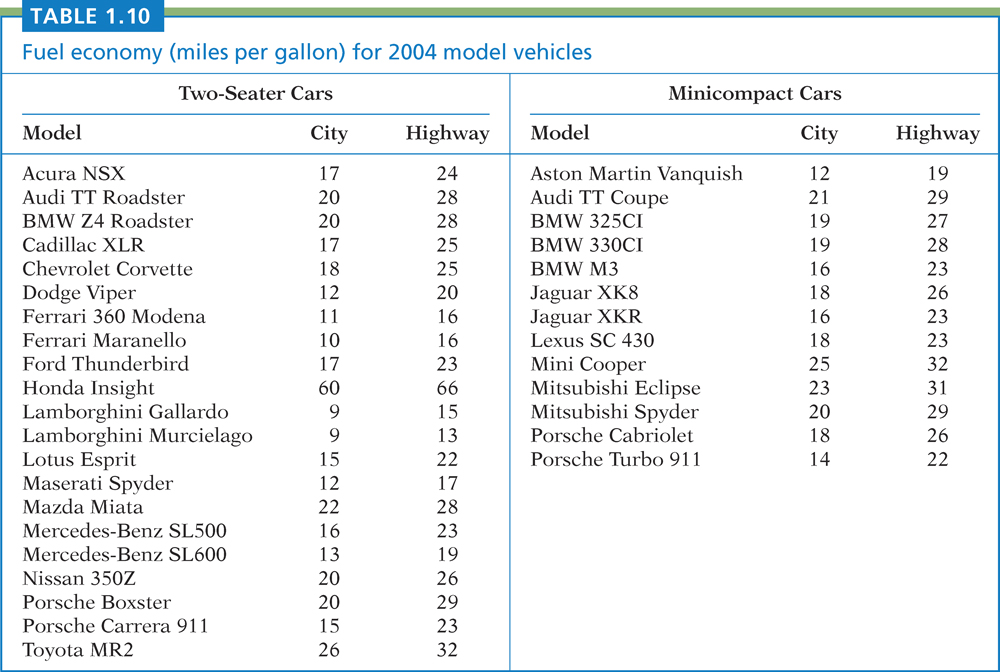 TABLE 1.10
Fuel economy (miles per gallon) for 2004 model vehicles
Two-Seater Cars
Model City Highway
Acura NSX 17 24
Audi TT Roadster 20 28
BMW Z4 Roadster 20 28
Cadillac XLR 17 25
Chevrolet Corvette 18 25
Dodge Viper 12 20
Ferrari 360 Modena 11 16
Ferrari Maranello 10 16
Ford Thunderbird 17 23
Honda Insight 60 66
Lamborghini Gallardo 9 15
Lamborghini Murcielago 9 13
Lotus Esprit 15 22
Maserati Spyder 12 17
Mazda Miata 22 28
Mercedes-Benz SL500 16 23
Mercedes-Benz SL600 13 19
Nissan 350Z 20 26
Porsche Boxster 20 29
Porsche Carrera 911 15 23
Toyota MR2 26 32
Minicompact Cars
Model City Highway
Aston Martin Vanquish 12 19
Audi TT Coupe 21 29
BMW 325CI 19 27
BMW 330CI 19 28
BMW M3 16 23
Jaguar XK8 18 26
Jaguar XKR 16 23
Lexus SC 430 18 23
Mini Cooper 25 32
Mitsubishi Eclipse 23 31
Mitsubishi Spyder 20 29
Porsche Cabriolet 18 26
Porsche Turbo 911 14 22